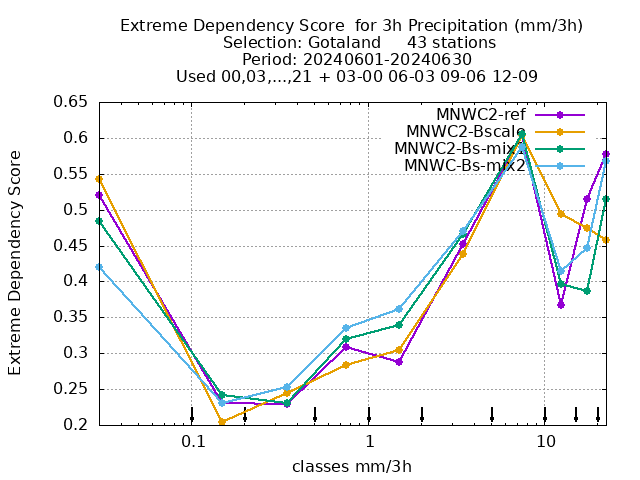 Extreme Dependency Score  for 3h Precipitation (mm/3h)
Selection: Gotaland     43 stations
Period: 20240601-20240630
Used 00,03,...,21 + 03-00 06-03 09-06 12-09
MNWC2-ref
MNWC2-Bscale
MNWC2-Bs-mix1
MNWC-Bs-mix2
Extreme Dependency Score
0.65
0.6
0.55
0.5
0.45
0.4
0.35
0.3
0.25
0.2
0.1
1
10
classes mm/3h